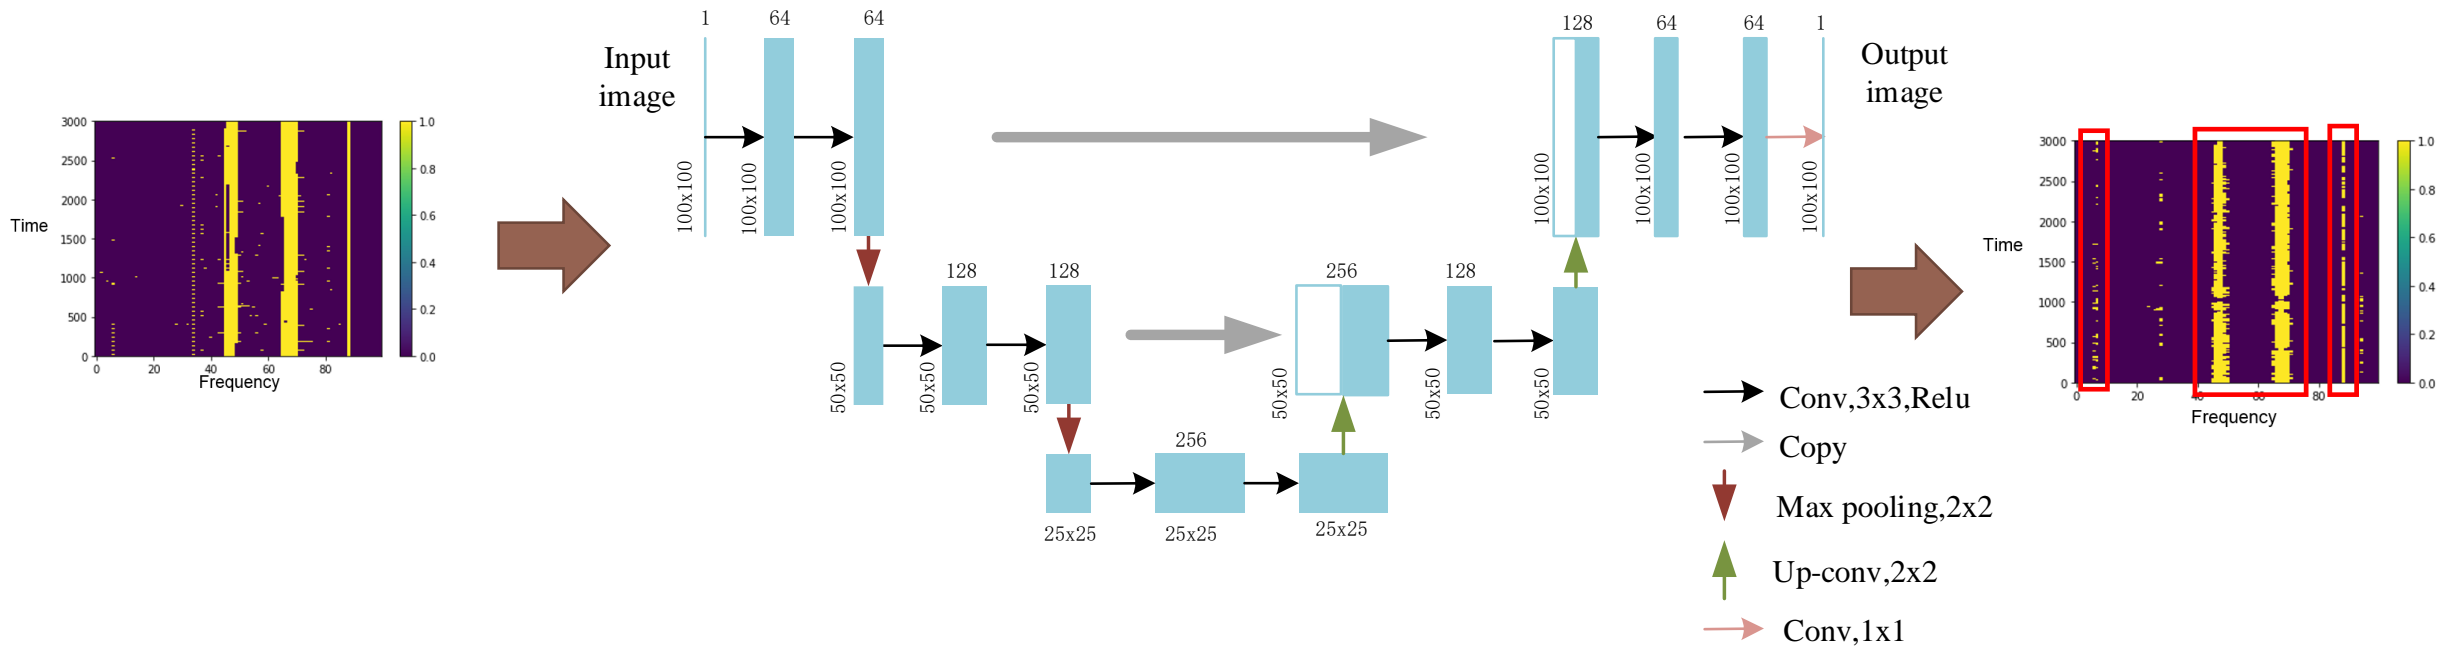 3000
2500
2000
1500
1000
500
0
0
20
40
60
80
Time
Frequency
1.0
0.8
0.6
0.4
0.2
0.0
Input
image
1
64
64
100x100
100x100
100x100
128
128
50x50
50x50
50x50
256
25x25
25x25
25x25
256
128
50x50
50x50
50x50
128
64
64
1
100x100
100x100
100x100
100x100
Output
image
Conv,3x3,Relu
Copy
Max pooling,2x2
Up-conv,2x2
Conv,1x1
3000
2500
2000
1500
1000
500
0
0
20
40
60
80
Time
Frequency
1.0
0.8
0.6
0.4
0.2
0.0